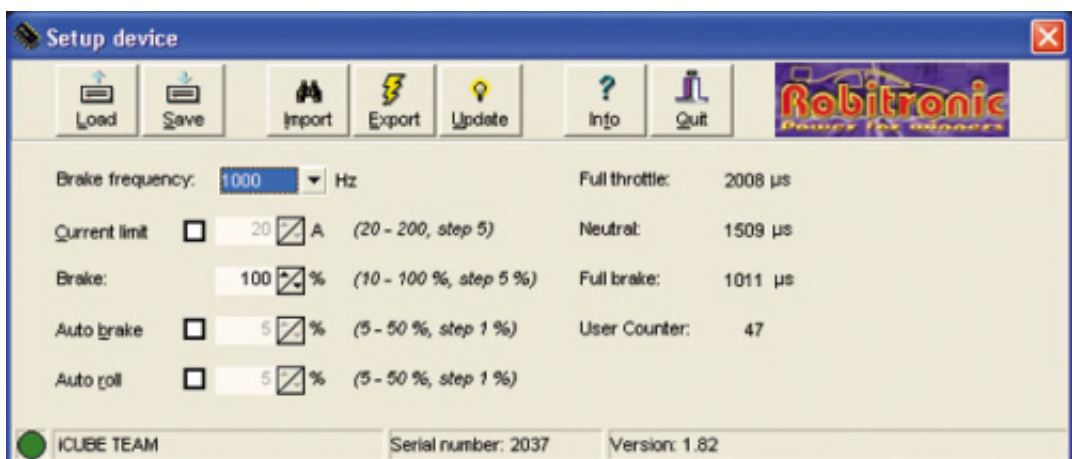 Setup device
Load Save Import Export Update Info Quit
Robitronic
Power for winners
Brake frequency: 1000 Hz Full throttle: 2008 µs
Current limit 20 A (20 - 200, step 5) Neutral: 1509 µs
Brake: 100 % (10 - 100 %, step 5 %) Full brake: 1011 µs
Auto brake 5 % (5 - 50 %, step 1 %) User Counter: 47
Auto roll 5 % (5 - 50 %, step 1 %)
iCUBE TEAM Serial number: 2037 Version: 1.82